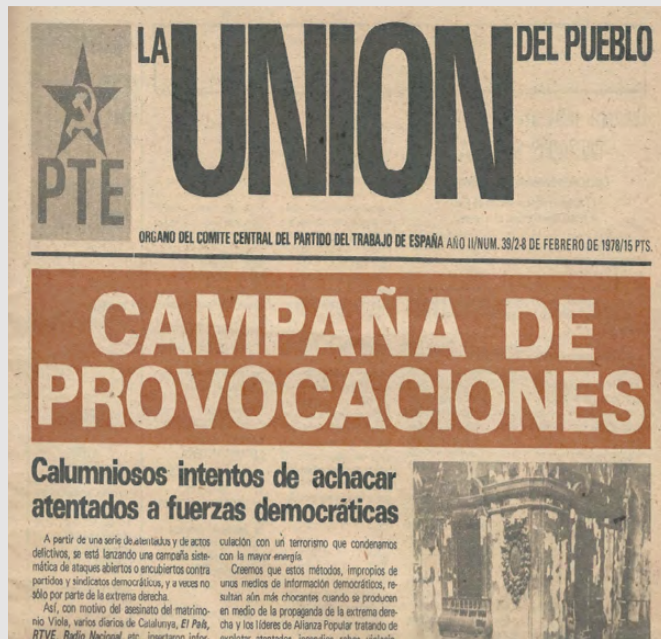 LA UNION DEL PUEBLO
PTE
ORGANO DEL COMITE CENTRAL DEL PARTIDO DEL TRABAJO DE ESPAÑA AÑO II/NUM. 39/2-8 DE FEBRERO DE 1978/15 PTS.
CAMPAÑA DE
PROVOCACIONES
Calumniosos intentos de achacar
atentados a fuerzas democráticas
A partir de una serie de atentados y de actos
delictivos, se está lanzando una campaña siste-
mática de ataques abiertos o encubiertos contra
partidos y sindicatos democráticos, y a veces no
sólo por parte de la extrema derecha.
Así, con motivo del asesinato del matrimo-
nio Viola, varios diarios de Catalunya, El País,
RTVE, Radio Nacional, etc. insertaron infor-
culación con un terrorismo que condenamos
con la mayor energía.
Creemos que estos métodos, impropios de
unos medios de información democráticos, re-
sultan aún más chocantes cuando se producen
en medio de la propaganda de la extrema dere-
cha y los líderes de Alianza Popular tratando de
explotar atentados, incendios